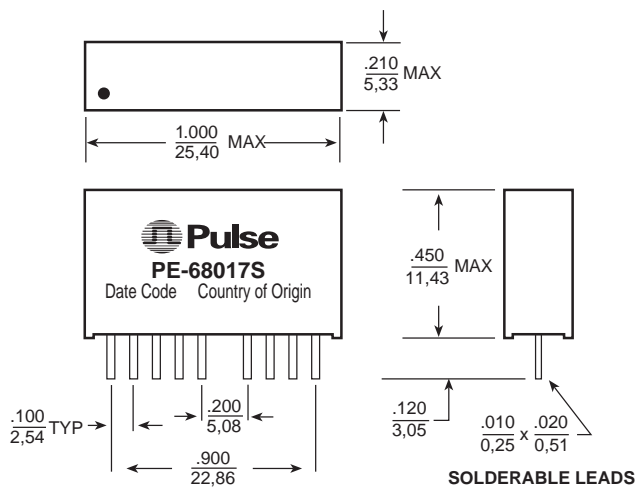 .210
5,33 MAX
1.000
25,40 MAX
Pulse
PE-68017S
Date Code Country of Origin
.450
11,43 MAX
.100
2,54 TYP
.200
5,08
.900
22,86
.120
3,05
.010
0,25 x .020
0,51
SOLDERABLE LEADS